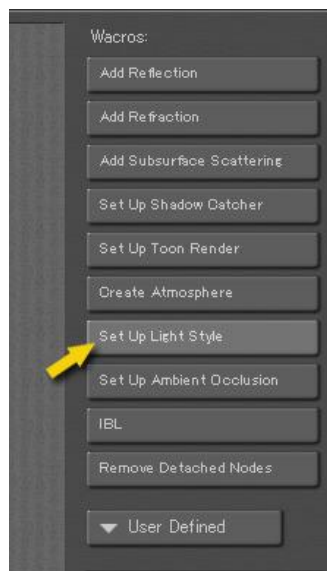 Wacros:
Add Reflection
Add Refraction
Add Subsurface Scattering
Set Up Shadow Catcher
Set Up Toon Render
Create Atmosphere
Set Up Light Style
Set Up Ambient Occlusion
IBL
Remove Detached Nodes
User Defined